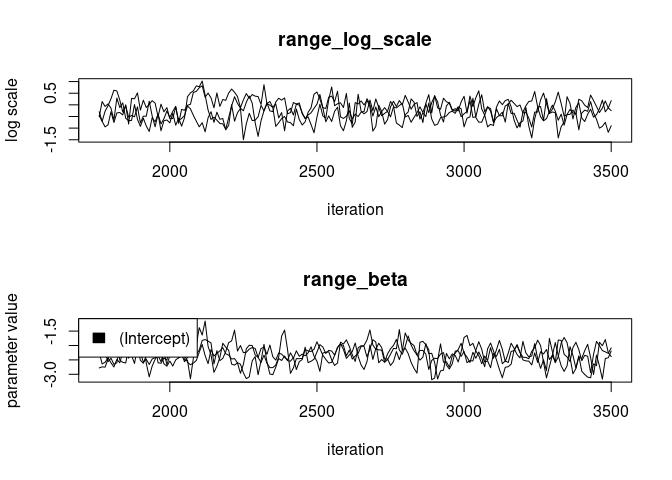 range_log_scale
log scale
0.5
-1.5
2000 2500 3000 3500
iteration
range_beta
parameter value
-1.5
-3.0
(Intercept)
2000 2500 3000 3500
iteration